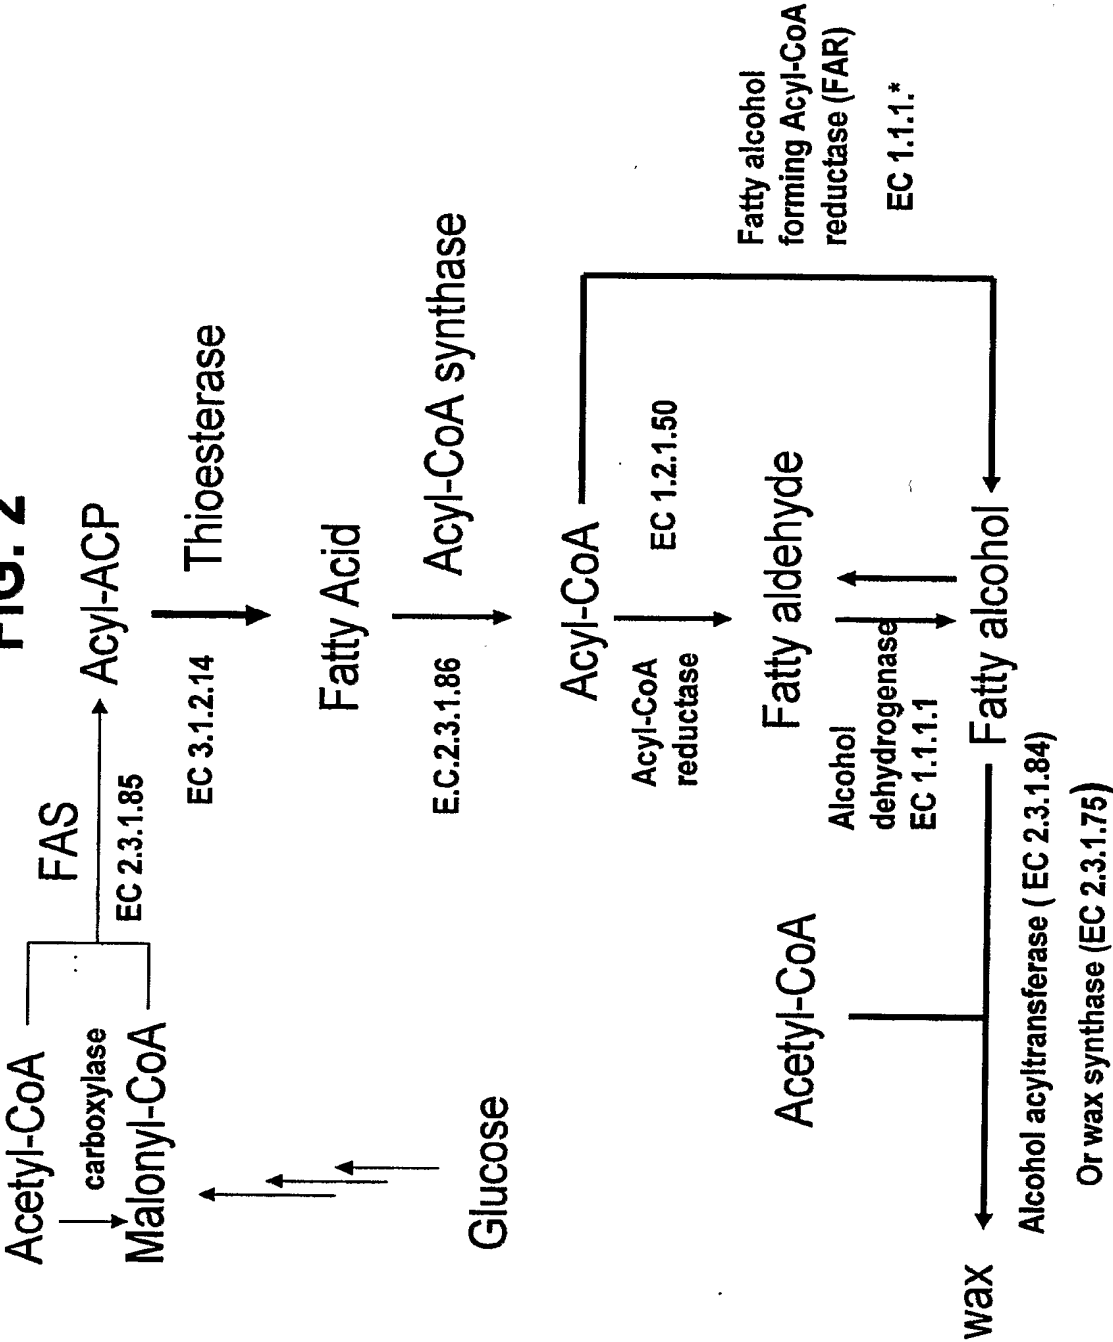 FIG. 2
Acetyl-CoA
carboxylase
Malonyl-CoA
Glucose
FAS
EC 2.3.1.85
Acyl-ACP
EC 3.1.2.14
Thioesterase
Fatty Acid
E.C.2.3.1.86
Acyl-CoA synthase
Acyl-CoA
Acyl-CoA
reductase
EC 1.2.1.50
Fatty alcohol
forming Acyl-CoA
reductase (FAR)
EC 1.1.1.*
Fatty aldehyde
Alcohol
dehydrogenase
EC 1.1.1.1
Acetyl-CoA
Fatty alcohol
wax
Alcohol acyltransferase ( EC 2.3.1.84)
Or wax synthase (EC 2.3.1.75)